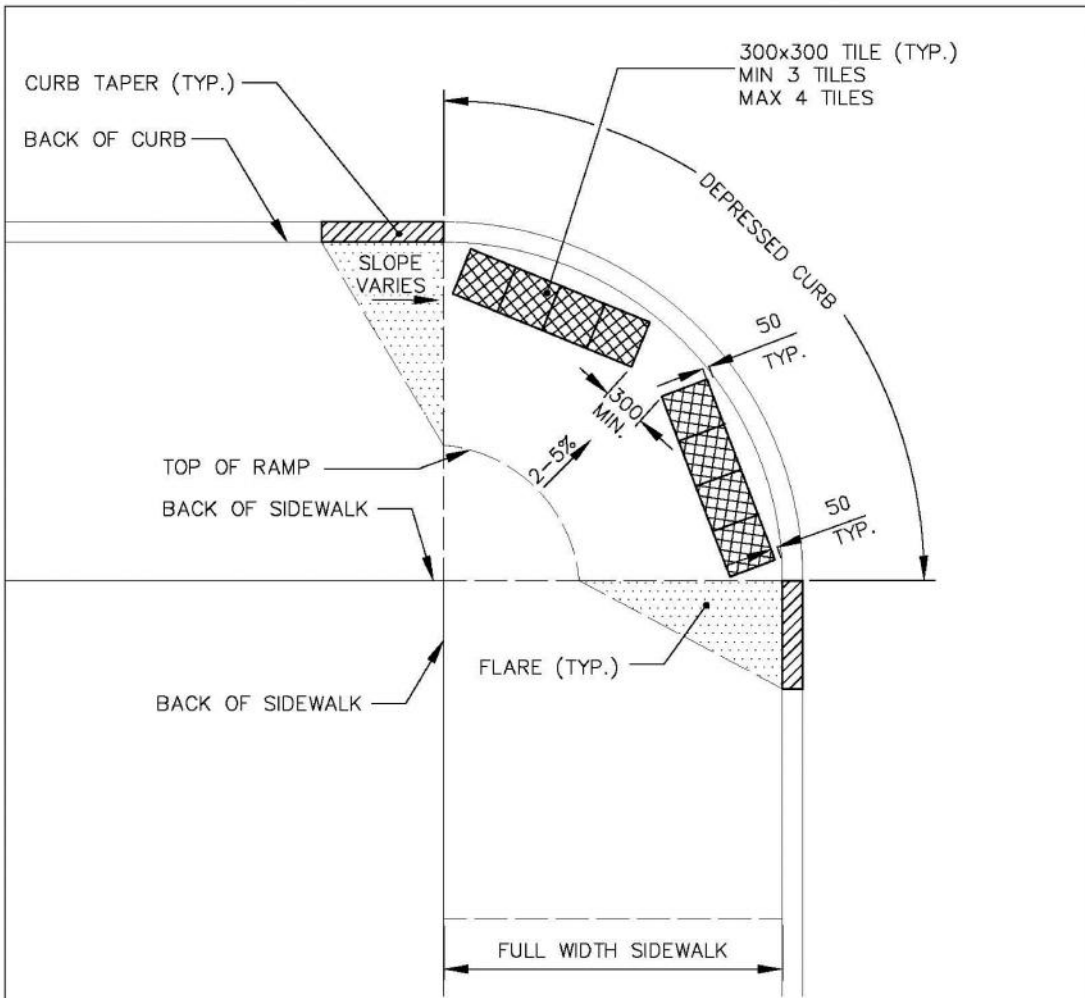 300x300 TILE (TYP.)
MIN 3 TILES
MAX 4 TILES
CURB TAPER (TYP.)
BACK OF CURB
DEPRESSED CURB
SLOPE
VARIES
50
TYP.
300
MIN.
2-5%
TOP OF RAMP
BACK OF SIDEWALK
50
TYP.
FLARE (TYP.)
BACK OF SIDEWALK
FULL WIDTH SIDEWALK